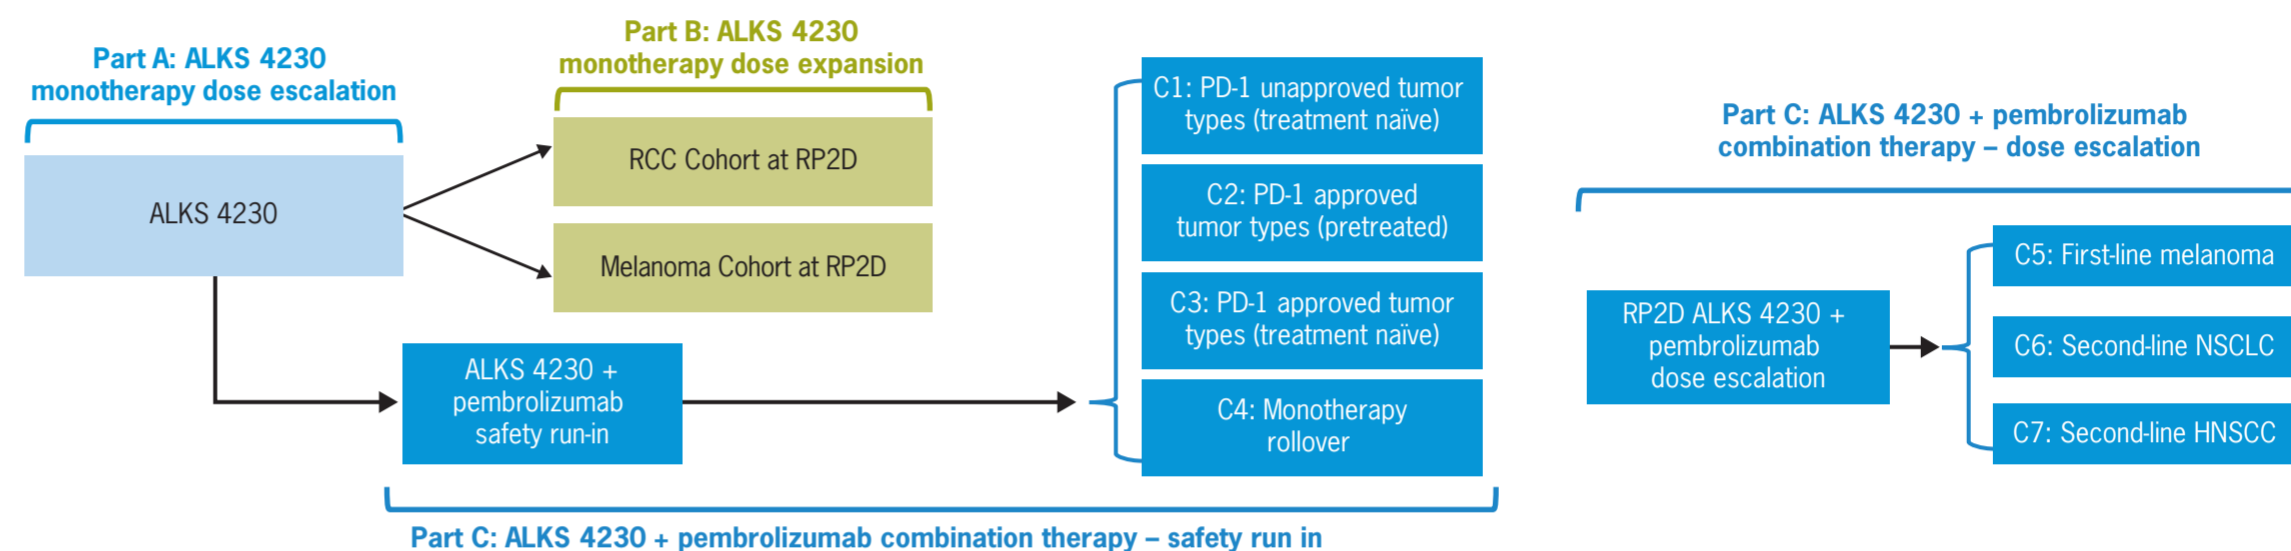 Part A: ALKS 4230
monotherapy dose escalation
ALKS 4230
Part B: ALKS 4230
monotherapy dose expansion
RCC Cohort at RP2D
Melanoma Cohort at RP2D
ALKS 4230 +
pembrolizumab
safety run-in
C1: PD-1 unapproved tumor
types (treatment naïve)
C2: PD-1 approved
tumor types (pretreated)
C3: PD-1 approved tumor
types (treatment naïve)
C4: Monotherapy
rollover
Part C: ALKS 4230 + pembrolizumab combination therapy – safety run in
Part C: ALKS 4230 + pembrolizumab
combination therapy – dose escalation
RP2D ALKS 4230 +
pembrolizumab
dose escalation
C5: First-line melanoma
C6: Second-line NSCLC
C7: Second-line HNSCC